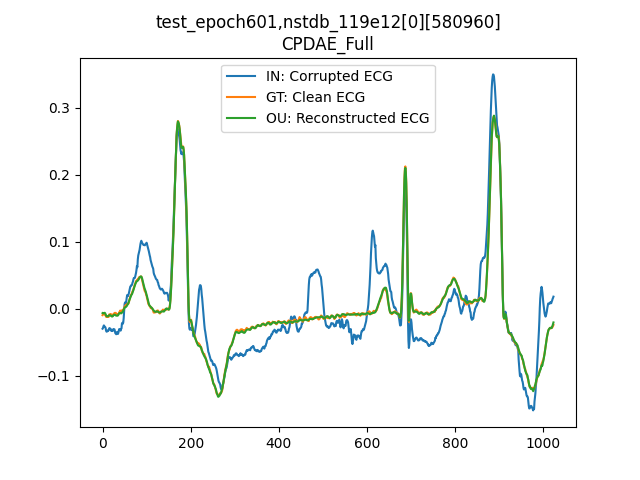 test_epoch601,nstdb_119e12[0][580960]
CPDAE_Full
IN: Corrupted ECG
GT: Clean ECG
OU: Reconstructed ECG
0.3
0.2
0.1
0.0
−0.1
0 200 400 600 800 1000